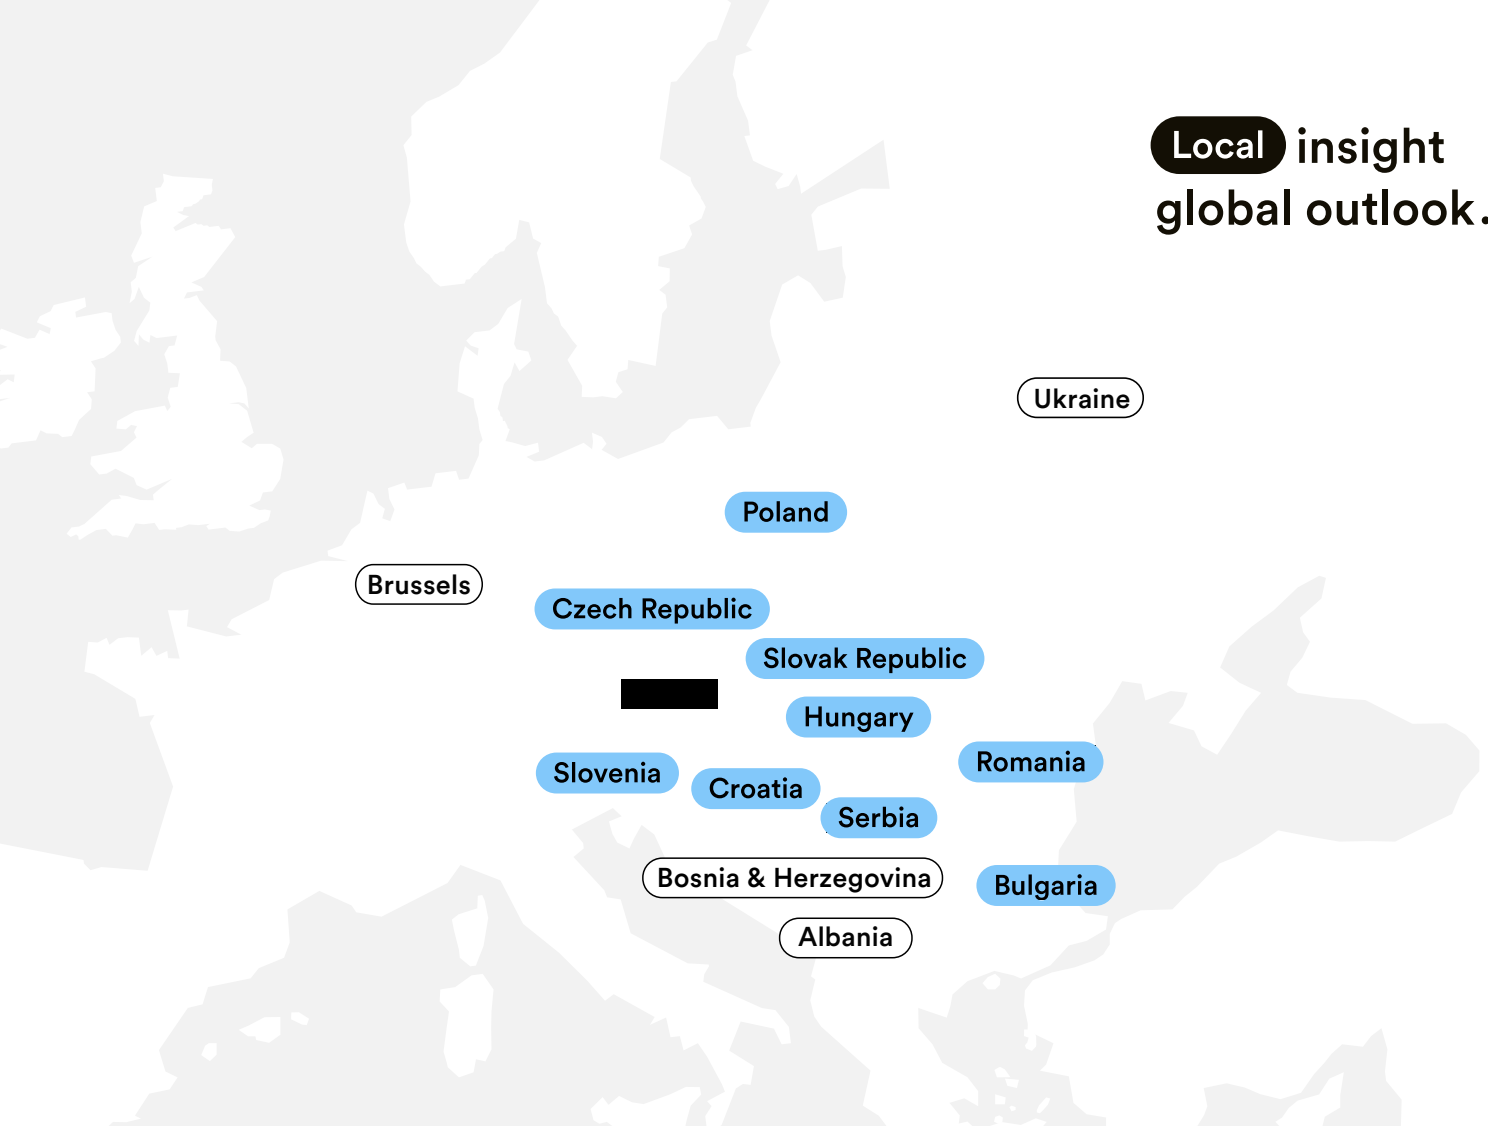 Local insight
global outlook.
Ukraine
Poland
Brussels
Czech Republic
Slovak Republic
Hungary
Romania
Slovenia
Croatia
Serbia
Bosnia & Herzegovina
Bulgaria
Albania